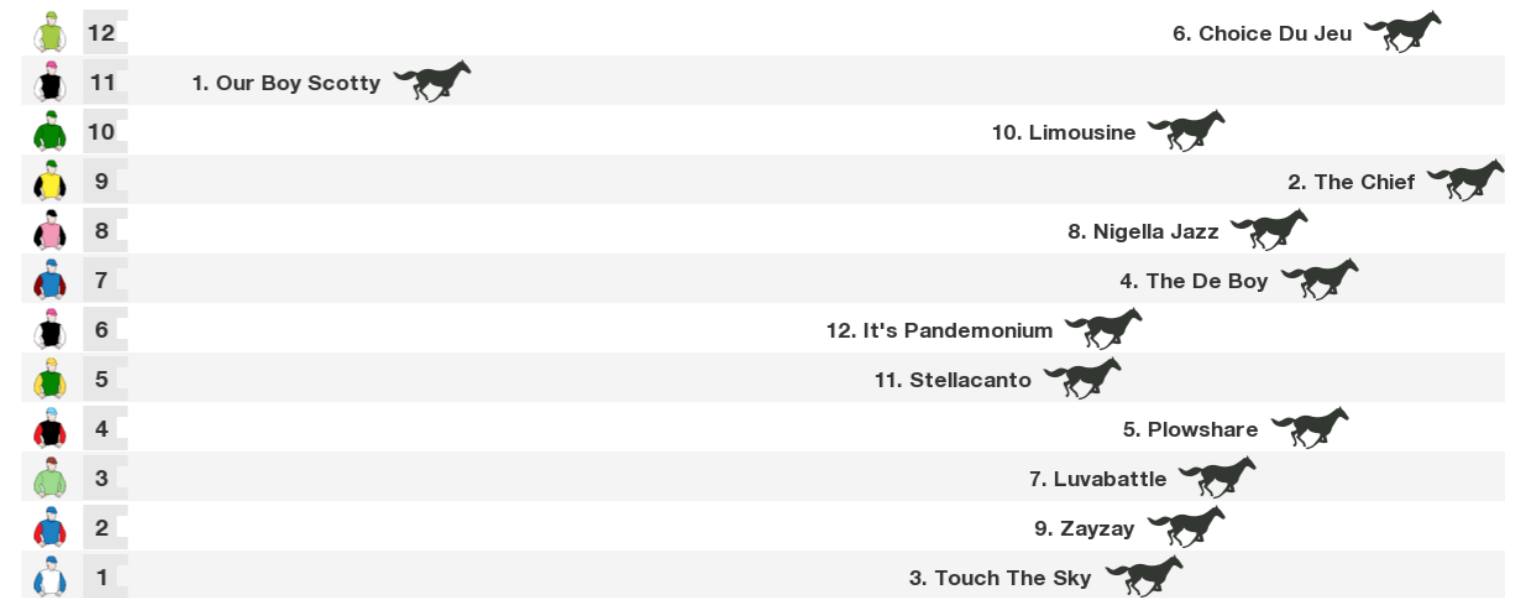 12 6. Choice Du Jeu
11 1. Our Boy Scotty
10 10. Limousine
9 2. The Chief
8 8. Nigella Jazz
7 4. The De Boy
6 12. It's Pandemonium
5 11. Stellacanto
4 5. Plowshare
3 7. Luvabattle
2 9. Zayzay
1 3. Touch The Sky